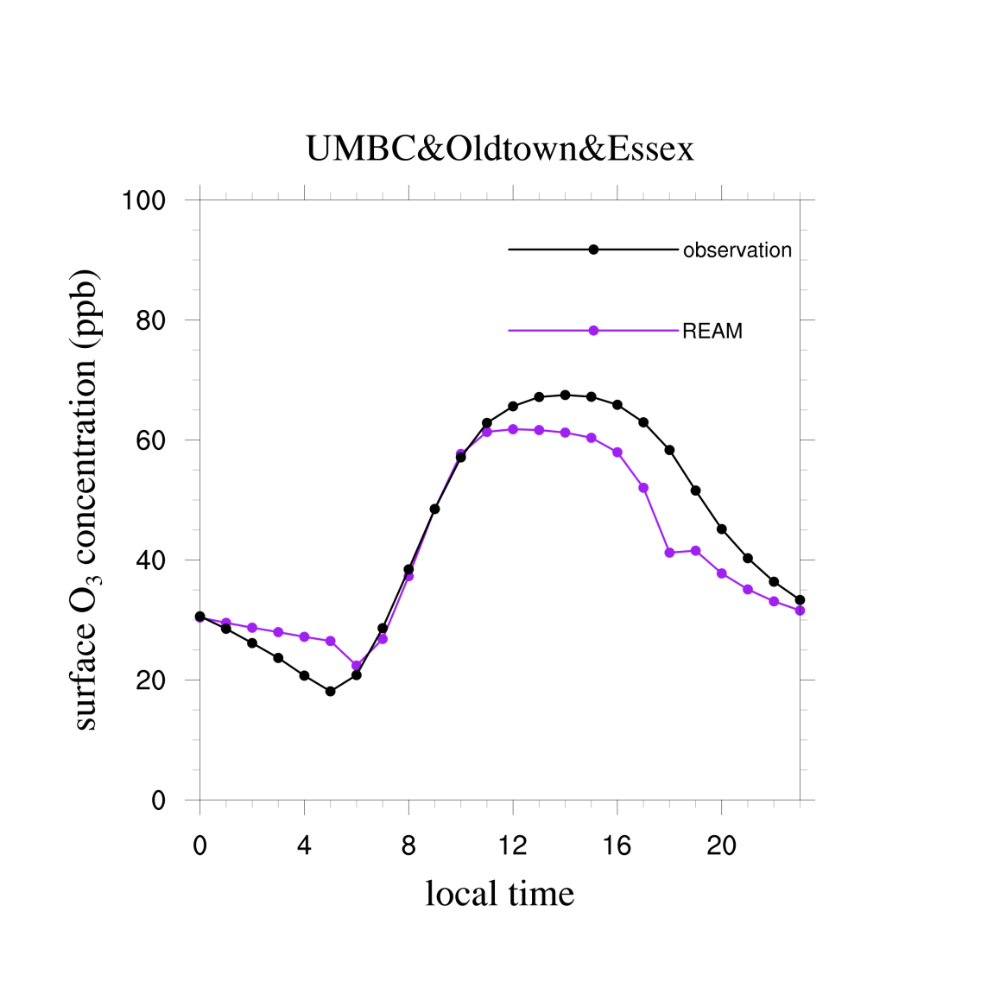 UMBC&Oldtown&Essex
100
80
60
40
20
0
surface O₃ concentration (ppb)
observation
REAM
0 4 8 12 16 20
local time